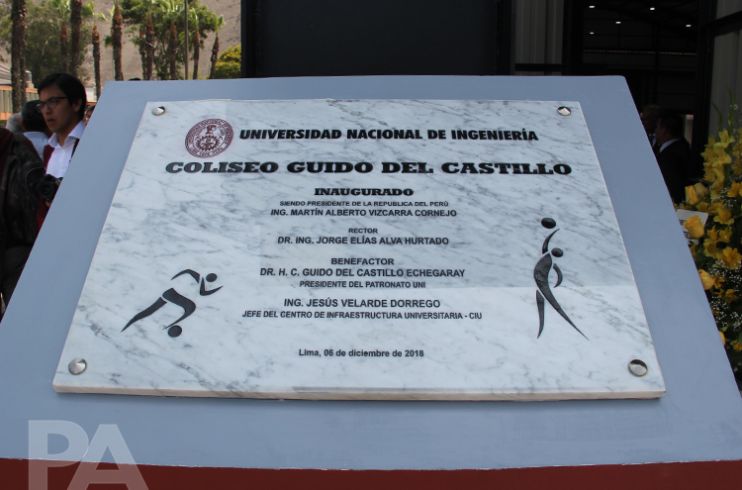 UNIVERSIDAD NACIONAL DE INGENIERÍA
COLISEO GUIDO DEL CASTILLO
INAUGURADO
SIENDO PRESIDENTE DE LA REPUBLICA DEL PERÚ
ING. MARTÍN ALBERTO VIZCARRA CORNEJO
RECTOR
DR. ING. JORGE ELÍAS ALVA HURTADO
BENEFACTOR
DR. H. C. GUIDO DEL CASTILLO ECHEGARAY
PRESIDENTE DEL PATRONATO UNI
ING. JESÚS VELARDE DORREGO
JEFE DEL CENTRO DE INFRAESTRUCTURA UNIVERSITARIA - CIU
Lima, 06 de diciembre de 2018
PA